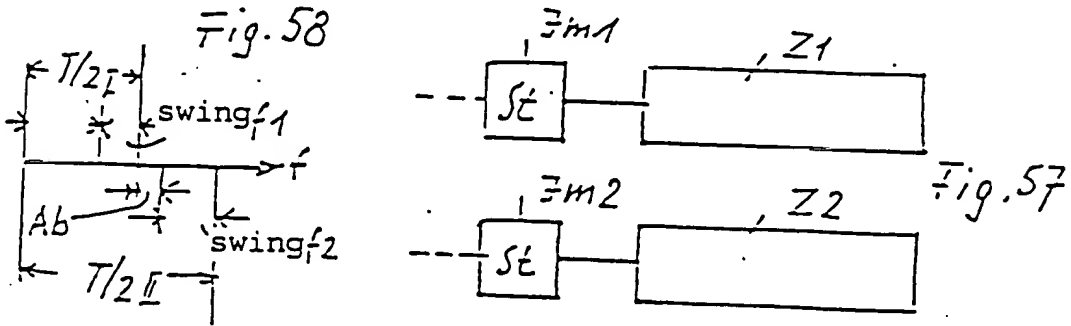 Fig. 58
T/2 I
swing f1
f
Ab
swing f2
T/2 II
Fm1
Z1
St
Fm2
Z2
St
Fig. 57